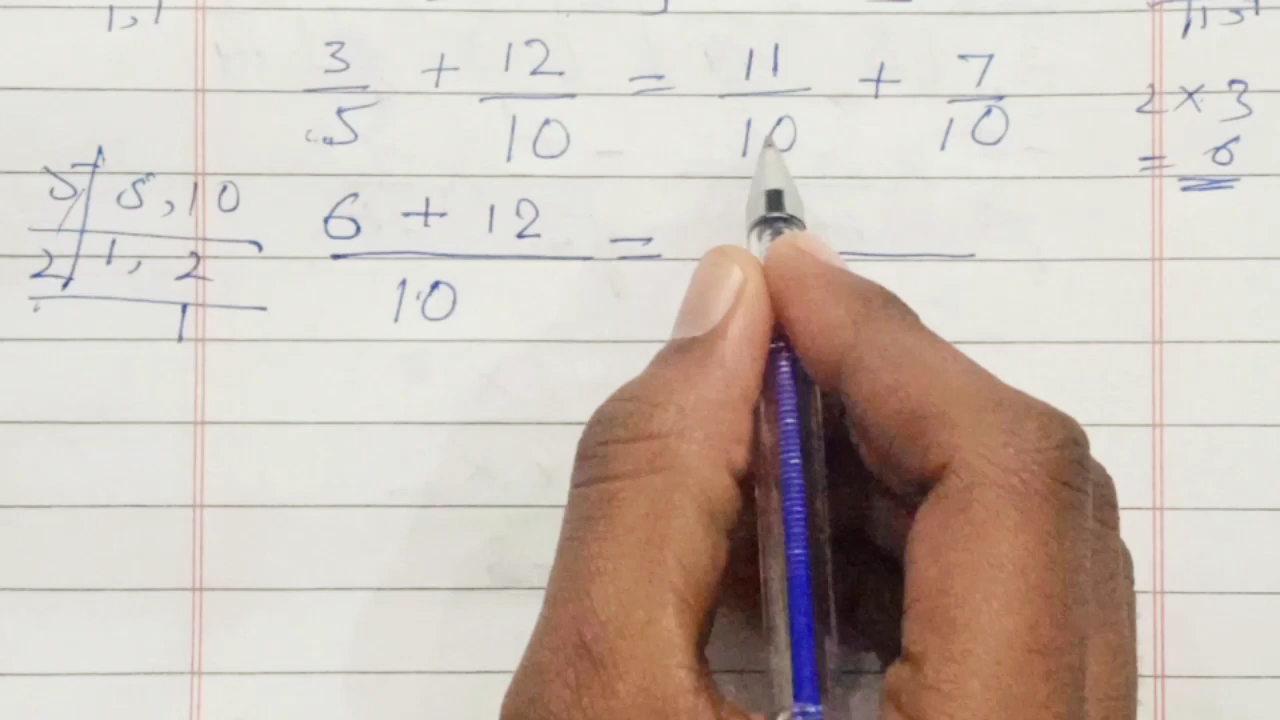 3/5 + 12/10 = 11/10 + 7/10
2 × 3
= 6
5 | 5, 10
2 | 1, 2
1
6 + 12 / 10 =